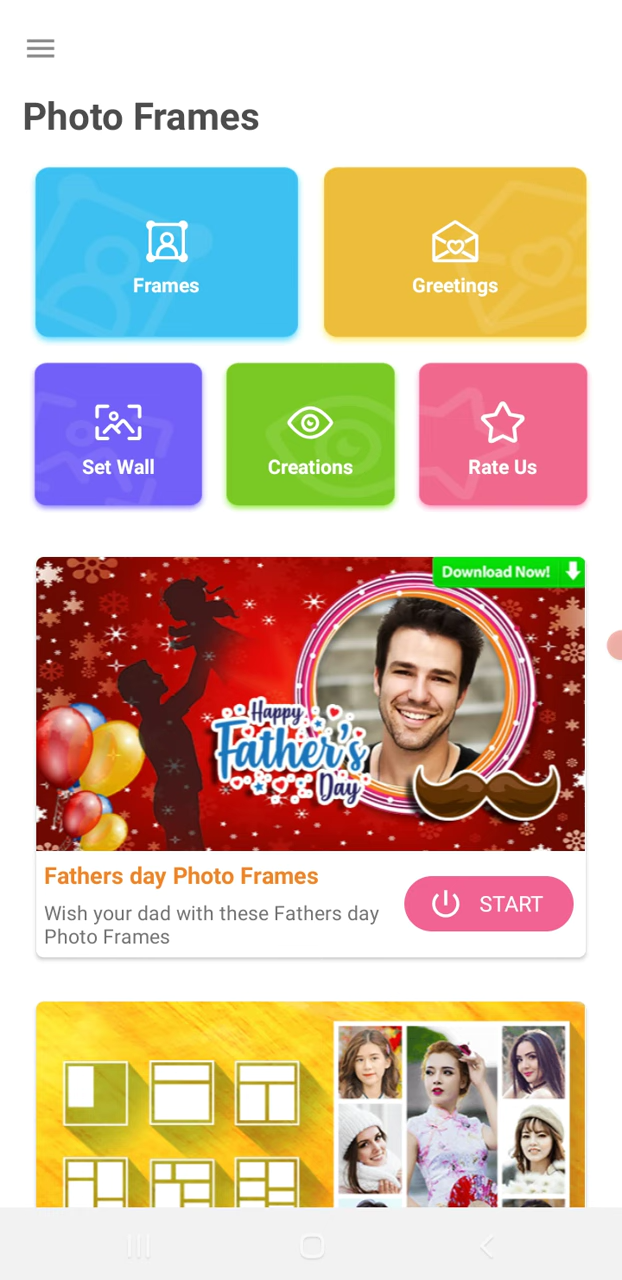 Photo Frames
Frames
Greetings
Set Wall
Creations
Rate Us
Download Now!
Happy
Father's
Day
Fathers day Photo Frames
Wish your dad with these Fathers day
Photo Frames
START